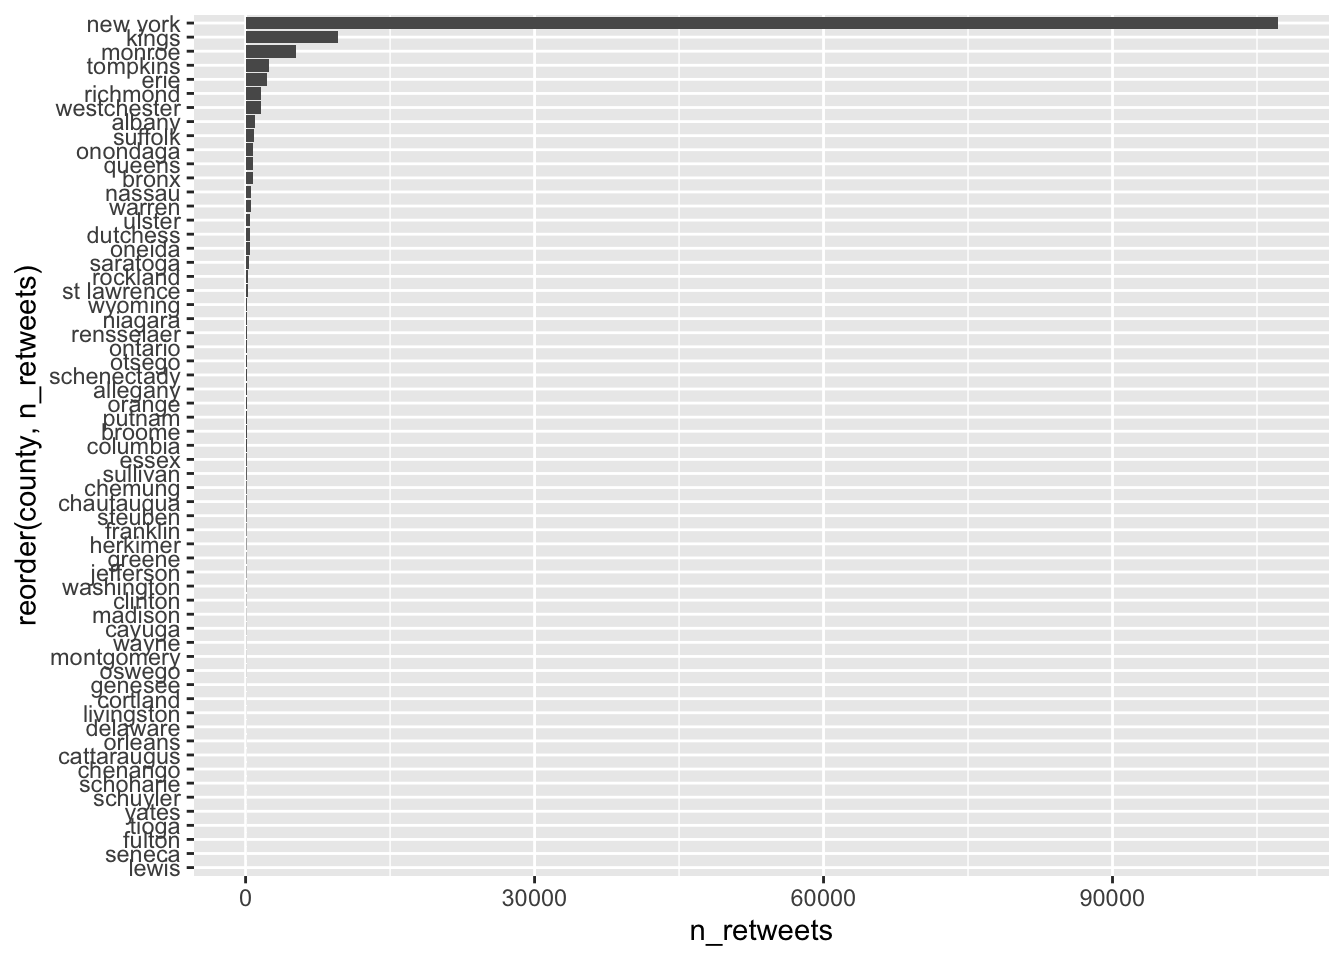 new york
kings
monroe
tompkins
erie
richmond
westchester
albany
suffolk
onondaga
queens
bronx
nassau
warren
ulster
dutchess
oneida
saratoga
rockland
st lawrence
wyoming
niagara
rensselaer
ontario
otsego
schenectady
allegany
orange
putnam
broome
columbia
essex
sullivan
chemung
chautauqua
steuben
franklin
herkimer
greene
jefferson
washington
clinton
madison
cayuga
wayne
montgomery
oswego
genesee
cortland
livingston
delaware
orleans
cattaraugus
chenango
schoharie
schuyler
yates
tioga
fulton
seneca
lewis
reorder(county, n_retweets)
0 30000 60000 90000
n_retweets